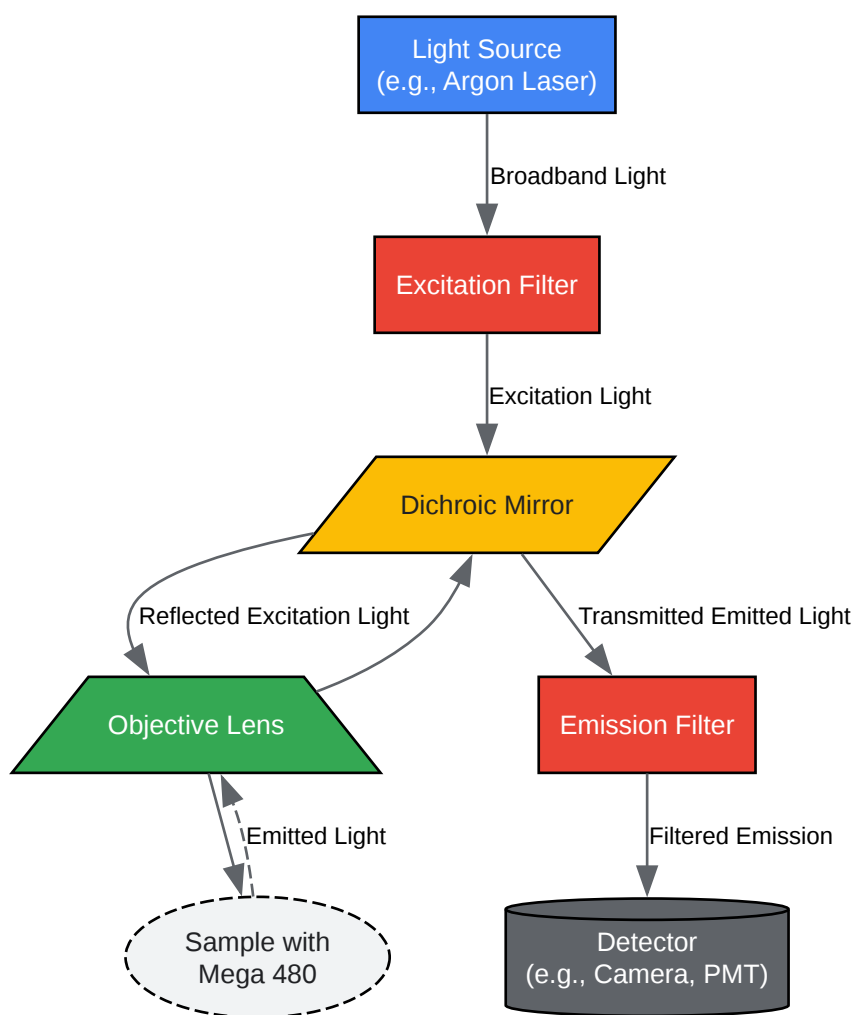 Light Source
(e.g., Argon Laser)
Broadband Light
Excitation Filter
Excitation Light
Dichroic Mirror
Reflected Excitation Light
Transmitted Emitted Light
Objective Lens
Emission Filter
Emitted Light
Filtered Emission
Sample with
Mega 480
Detector
(e.g., Camera, PMT)